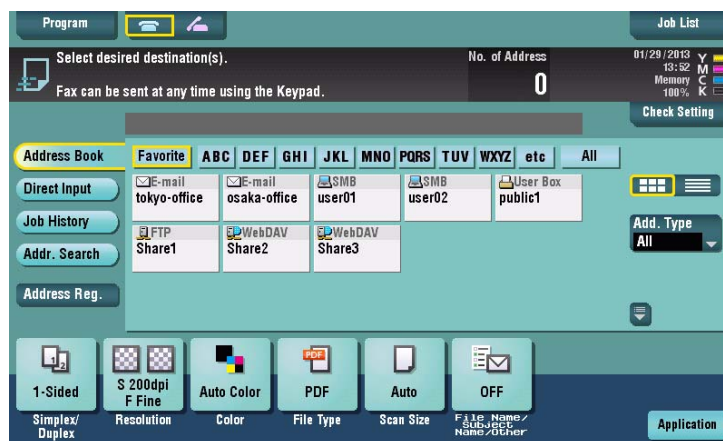 Program
Job List
Select desired destination(s).
No. of Address
01/29/2013
13:52
Memory
100%
Y
M
C
K
Fax can be sent at any time using the Keypad.
0
Check Setting
Address Book
Favorite ABC DEF GHI JKL MNO PQRS TUV WXYZ etc All
Direct Input
Job History
Addr. Search
Address Reg.
E-mail
tokyo-office
E-mail
osaka-office
SMB
user01
SMB
user02
User Box
public1
FTP
Share1
WebDAV
Share2
WebDAV
Share3
Add. Type
All
1 2
1-Sided
Simplex/
Duplex
S 200dpi
F Fine
Resolution
Auto Color
Color
PDF
PDF
File Type
Auto
Scan Size
OFF
File Name/
Subject
Name/Other
Application